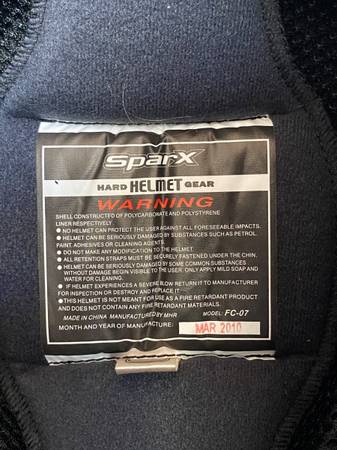 SparX
HARD HELMET GEAR
WARNING
SHELL CONSTRUCTED OF POLYCARBONATE AND POLYSTYRENE
LINER RESPECTIVELY
● NO HELMET CAN PROTECT THE USER AGAINST ALL FORESEEABLE IMPACTS.
● HELMET CAN BE SERIOUSLY DAMAGED BY SUBSTANCES SUCH AS PETROL.
PAINT, ADHESIVES OR CLEANING AGENTS.
● DO NOT MAKE ANY MODIFICATION TO THE HELMET.
● ALL RETENTION STRAPS MUST BE SECURELY FASTENED UNDER THE CHIN.
● HELMET CAN BE SERIOUSLY DAMAGED BY SOME COMMON SUBSTANCES.
WITHOUT DAMAGE BEGIN VISIBLE TO THE USER. ONLY APPLY MILD SOAP AND
WATER FOR CLEANING.
● IF HELMET EXPERIENCES A SEVERE BLOW RETURN IT TO MANUFACTURER
FOR INSPECTION OR DESTROY AND REPLACE IT.
● THIS HELMET IS NOT MEANT FOR USE AS A FIRE RETARDANT PRODUCT
AND DOES NOT CONTAIN ANY FIRE RETARDANT MATERIALS.
MADE IN CHINA MANUFACTURED BY MHR MODEL: FC-07
MONTH AND YEAR OF MANUFACTURE: MAR 2010